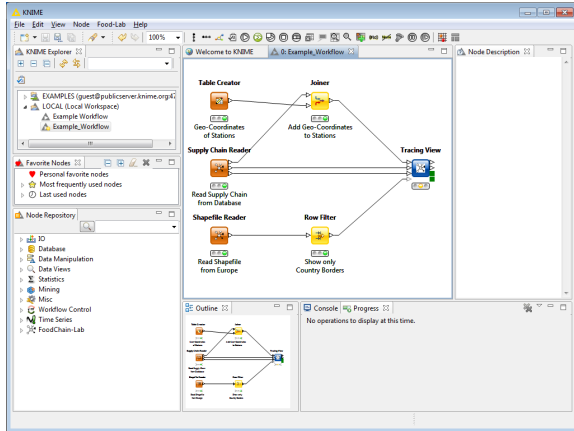 KNIME
File Edit View Node Food-Lab Help
100%
KNIME Explorer
EXAMPLES (guest@publicserver.knime.org:47
LOCAL (Local Workspace)
Example_Workflow
Example_Workflow
Favorite Nodes
Personal favorite nodes
Most frequently used nodes
Last used nodes
Node Repository
IO
Database
Data Manipulation
Data Views
Statistics
Mining
Misc
Workflow Control
Time Series
FoodChain-Lab
Welcome to KNIME
0: Example_Workflow
Table Creator
Joiner
Geo-Coordinates
of Stations
Add Geo-Coordinates
to Stations
Supply Chain Reader
Tracing View
Read Supply Chain
from Database
Shapefile Reader
Row Filter
Read Shapefile
from Europe
Show only
Country Borders
Node Description
Outline
Console
Progress
No operations to display at this time.